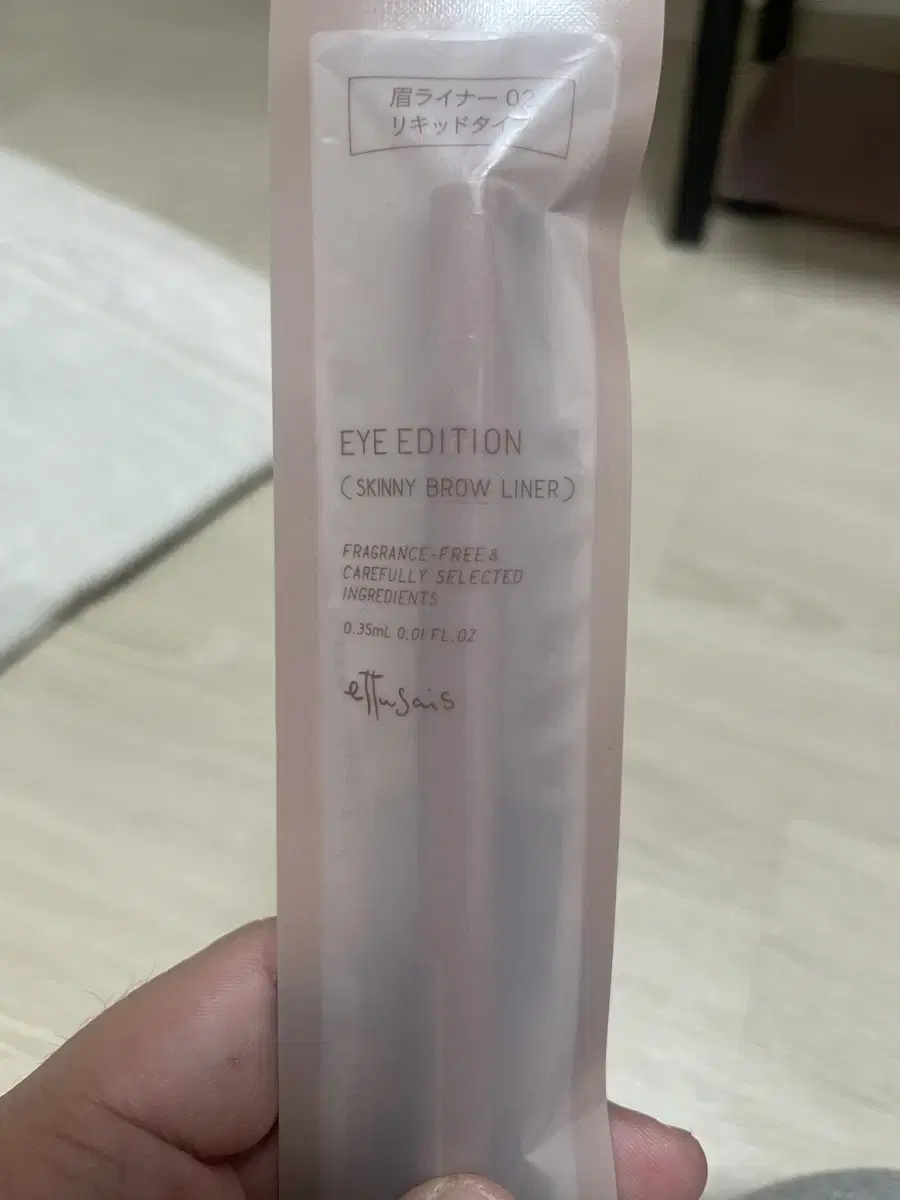 眉ライナー 02
リキッドタイプ
EYE EDITION
(SKINNY BROW LINER)
FRAGRANCE-FREE &
CAREFULLY SELECTED
INGREDIENTS
0.35mL 0.01 FL.OZ
ettusais